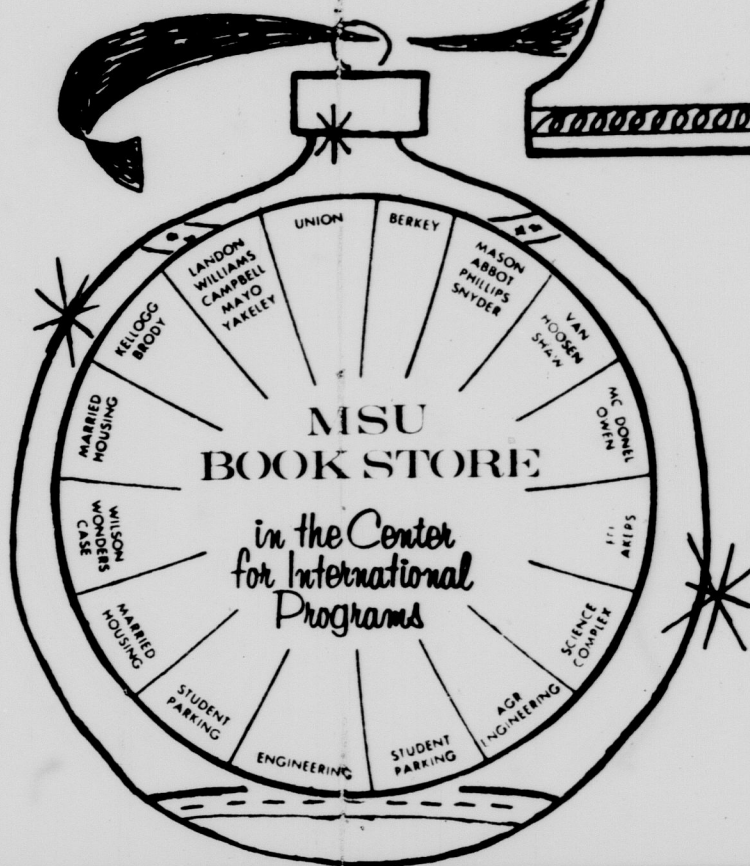 UNION
BERKEY
MASON
ABBOT
PHILLIPS
SNYDER
VAN
HOOSEN
SHAW
MC DONEL
OWEN
AKERS
SCIENCE
COMPLEX
AGR
ENGINEERING
STUDENT
PARKING
ENGINEERING
STUDENT
PARKING
MARRIED
HOUSING
WILSON
WONDERS
CASE
MARRIED
HOUSING
KELLOGG
BRODY
LANDON
WILLIAMS
CAMPBELL
MAYO
YAKELEY
MSU
BOOK STORE
in the Center
for International
Programs